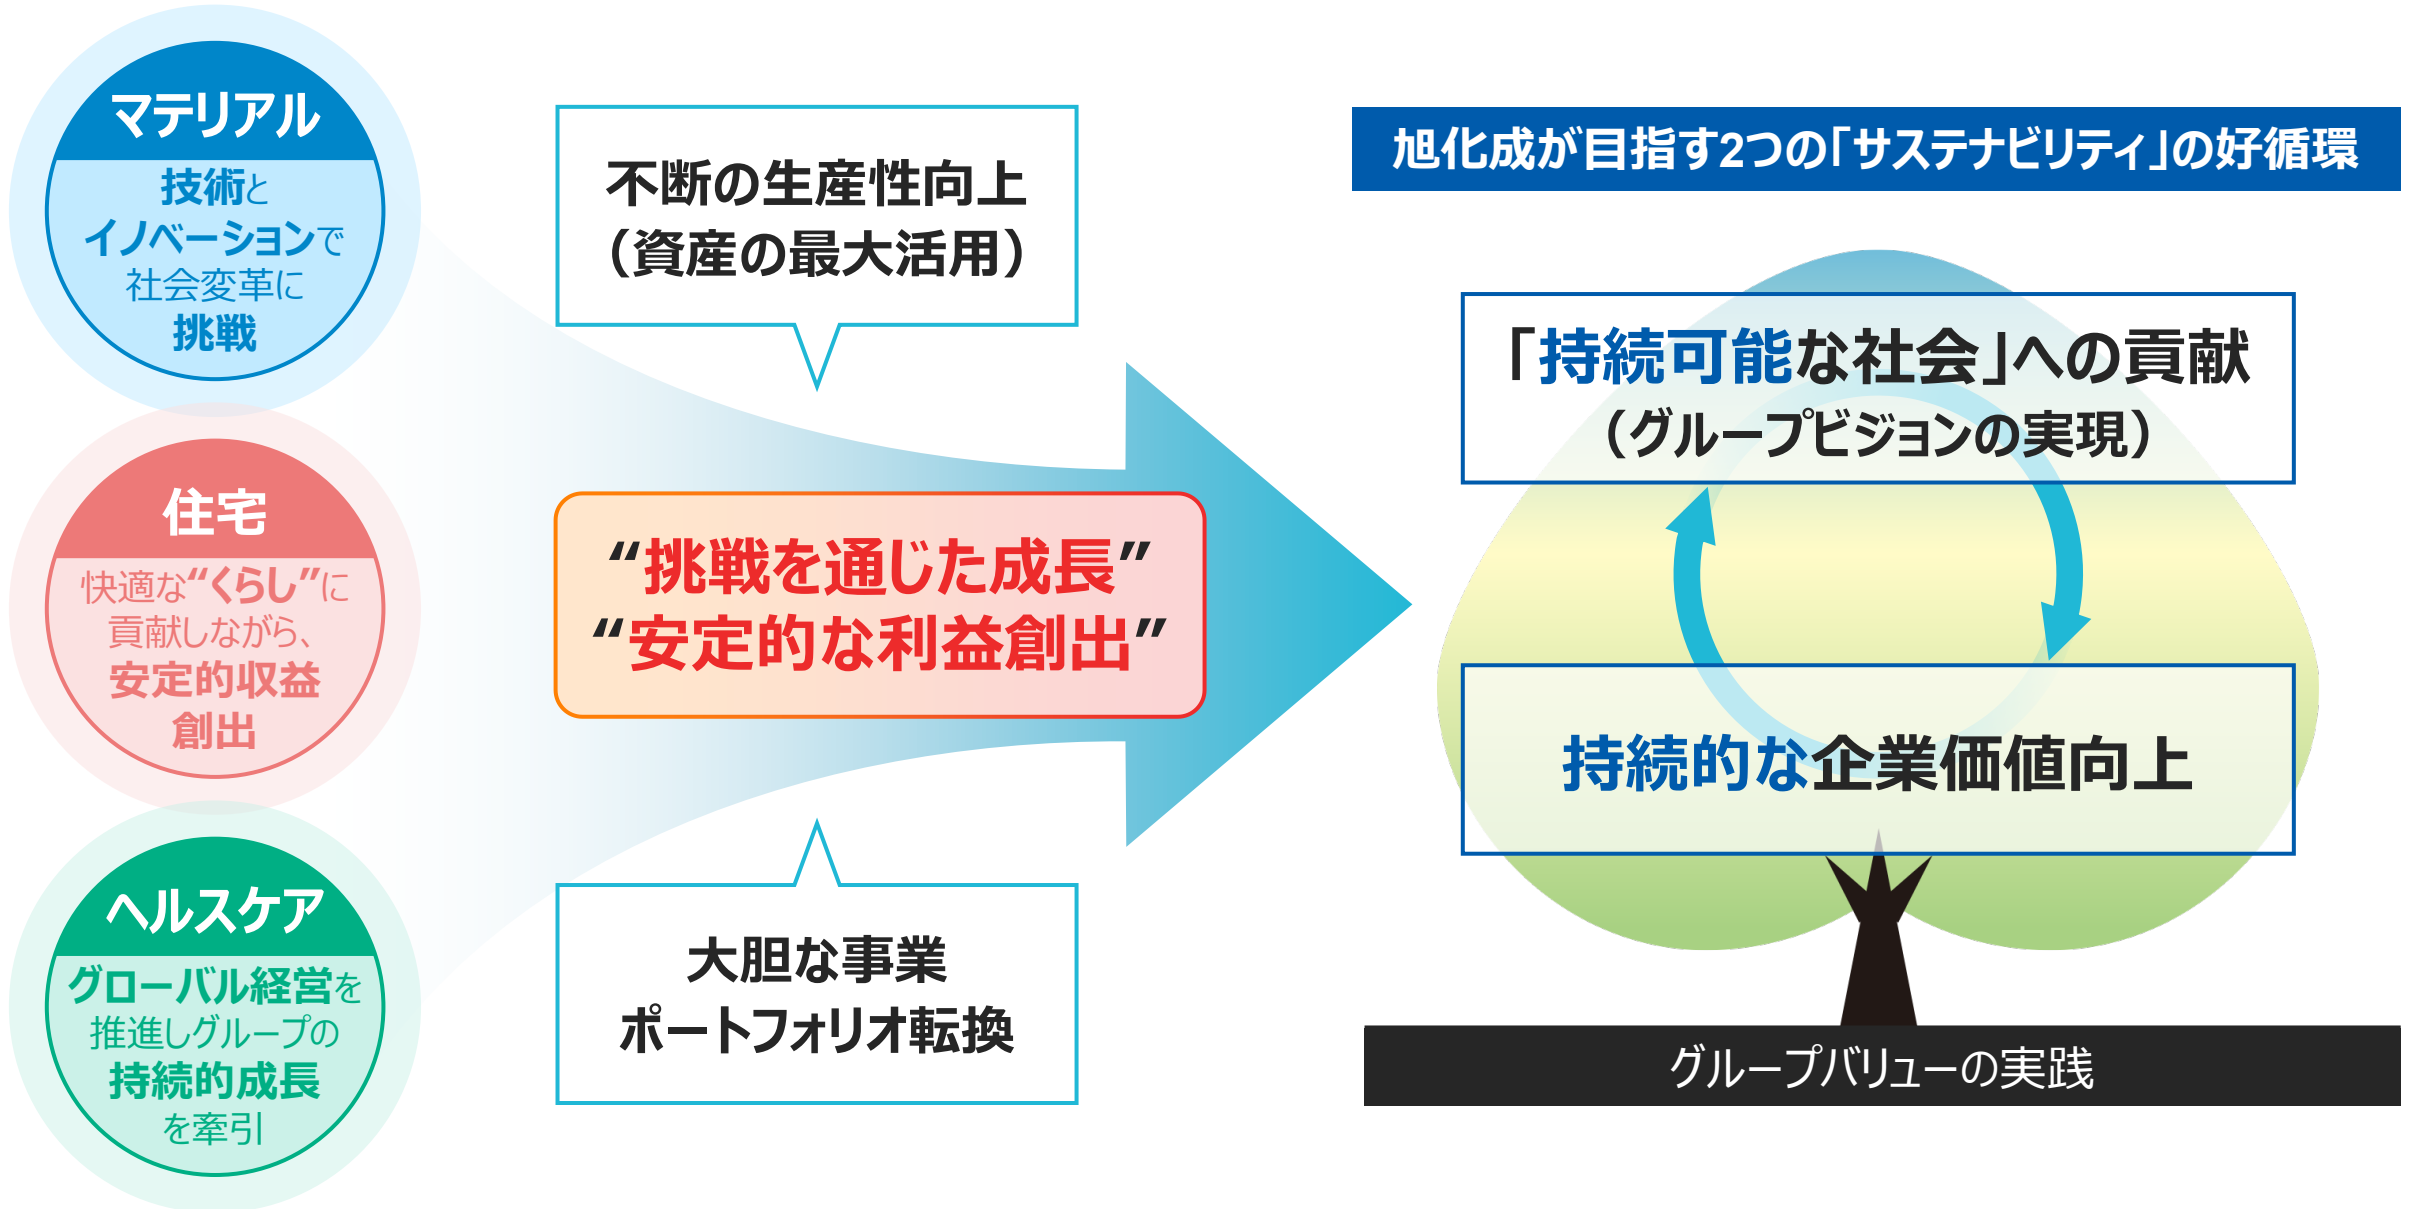 マテリアル
技術と
イノベーションで
社会変革に
挑戦
住宅
快適な“くらし”に
貢献しながら、
安定的収益
創出
ヘルスケア
グローバル経営を
推進しグループの
持続的成長
を牽引
不断の生産性向上
（資産の最大活用）
“挑戦を通じた成長”
“安定的な利益創出”
大胆な事業
ポートフォリオ転換
旭化成が目指す2つの「サステナビリティ」の好循環
「持続可能な社会」への貢献
（グループビジョンの実現）
持続的な企業価値向上
グループバリューの実践